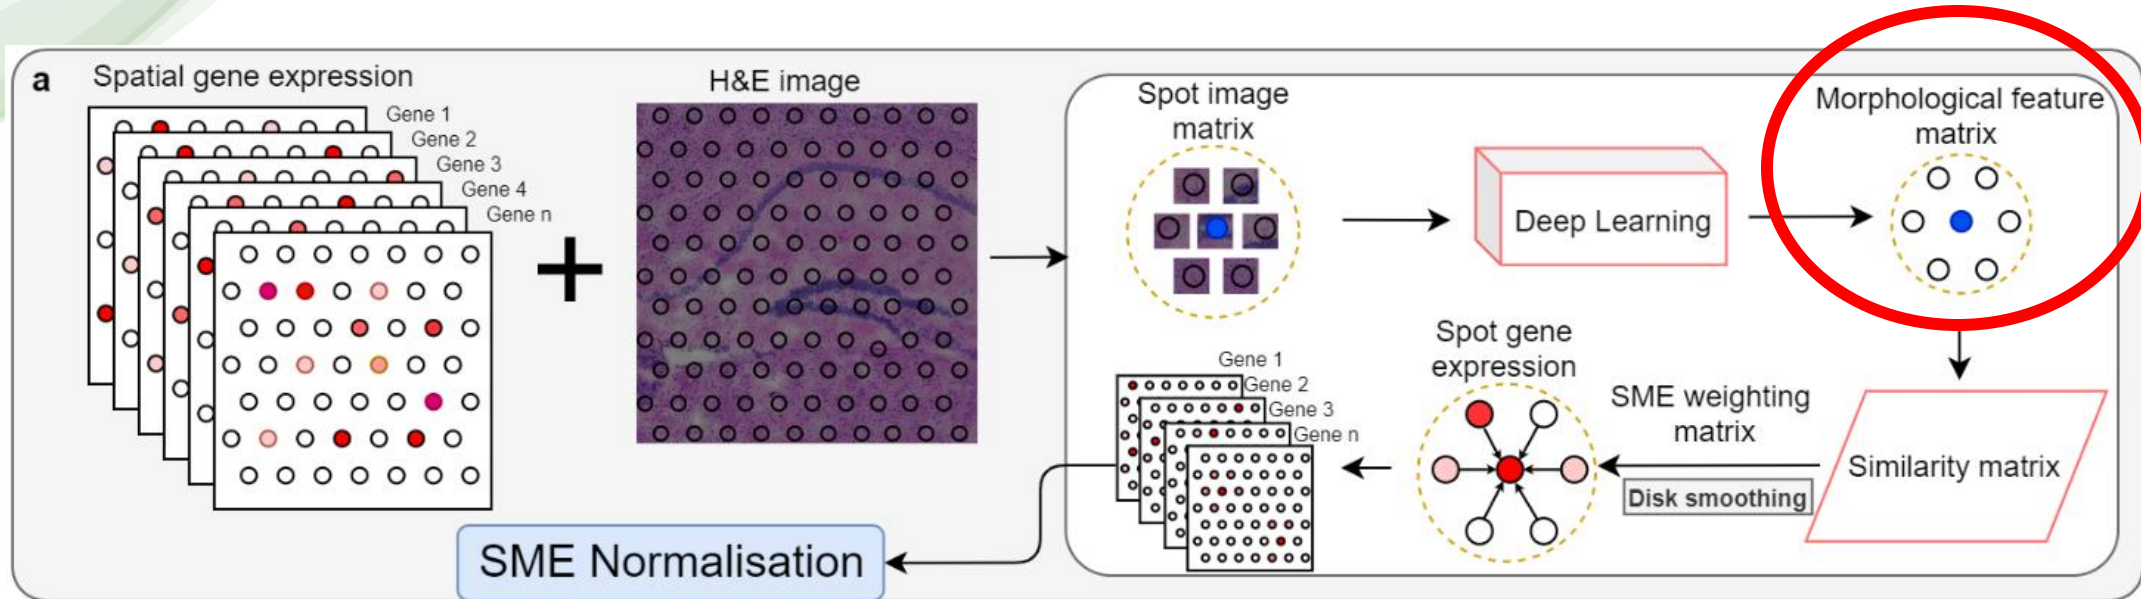 a
Spatial gene expression
Gene 1
Gene 2
Gene 3
Gene 4
Gene n
H&E image
Spot image
matrix
Deep Learning
Morphological feature
matrix
Similarity matrix
SME weighting
matrix
Disk smoothing
Spot gene
expression
Gene 1
Gene 2
Gene 3
Gene n
SME Normalisation